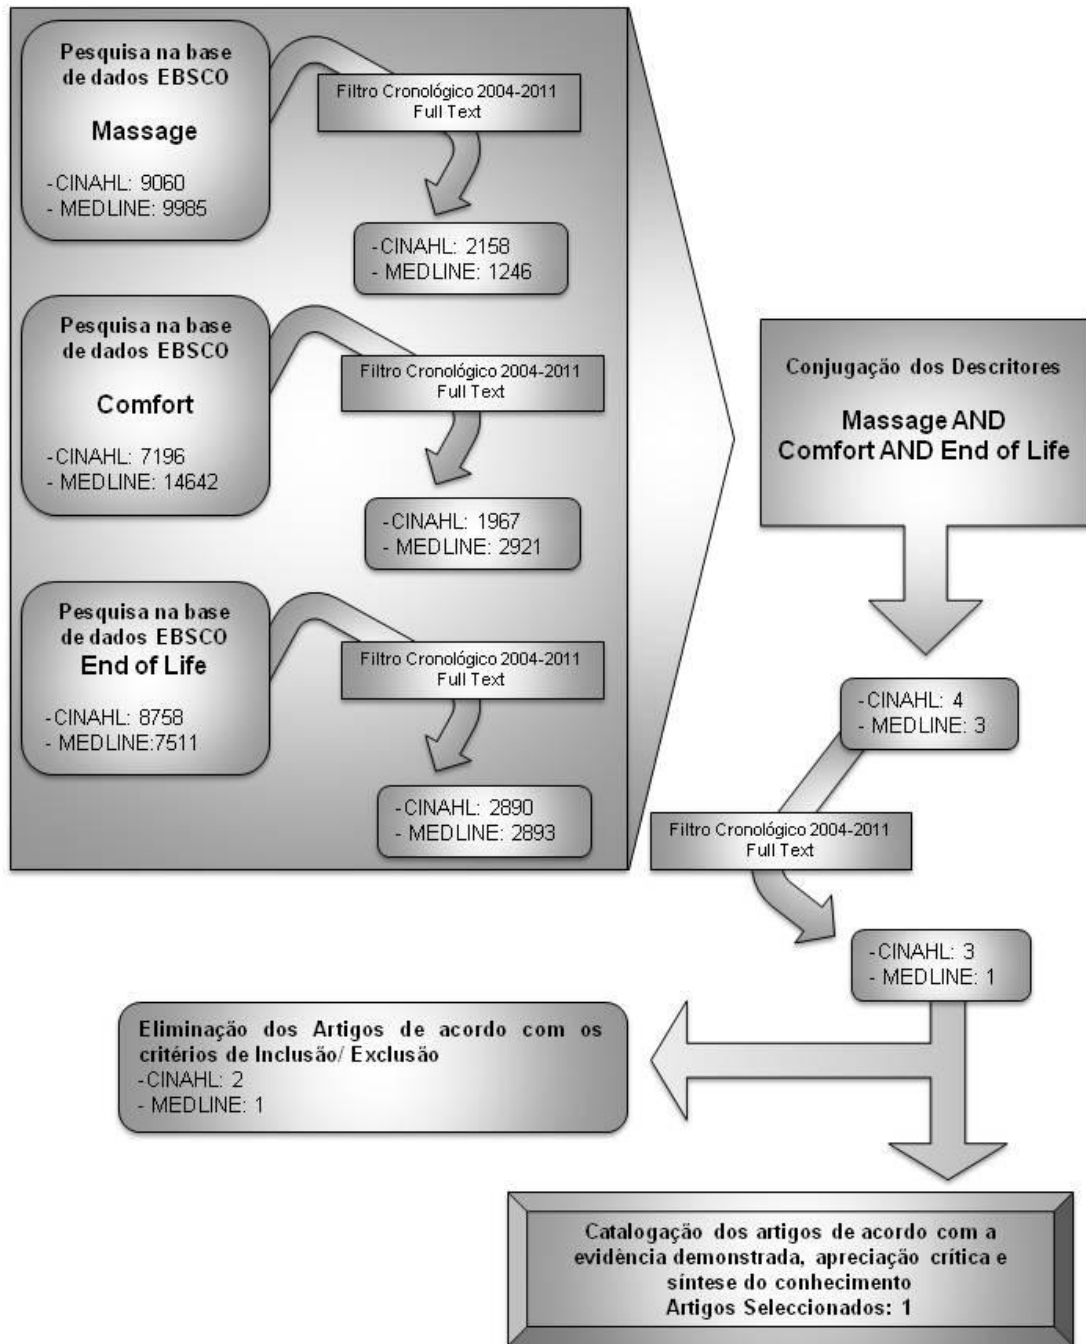 Pesquisa na base
de dados EBSCO
Massage
-CINAHL: 9060
- MEDLINE: 9985
Filtro Cronológico 2004-2011
Full Text
-CINAHL: 2158
- MEDLINE: 1246
Pesquisa na base
de dados EBSCO
Comfort
-CINAHL: 7196
- MEDLINE: 14642
Filtro Cronológico 2004-2011
Full Text
-CINAHL: 1967
- MEDLINE: 2921
Pesquisa na base
de dados EBSCO
End of Life
-CINAHL: 8758
- MEDLINE:7511
Filtro Cronológico 2004-2011
Full Text
-CINAHL: 2890
- MEDLINE: 2893
Conjugação dos Descritores
Massage AND
Comfort AND End of Life
-CINAHL: 4
- MEDLINE: 3
Filtro Cronológico 2004-2011
Full Text
-CINAHL: 3
- MEDLINE: 1
Eliminação dos Artigos de acordo com os
critérios de Inclusão/ Exclusão
-CINAHL: 2
- MEDLINE: 1
Catalogação dos artigos de acordo com a
evidência demonstrada, apreciação crítica e
síntese do conhecimento
Artigos Seleccionados: 1